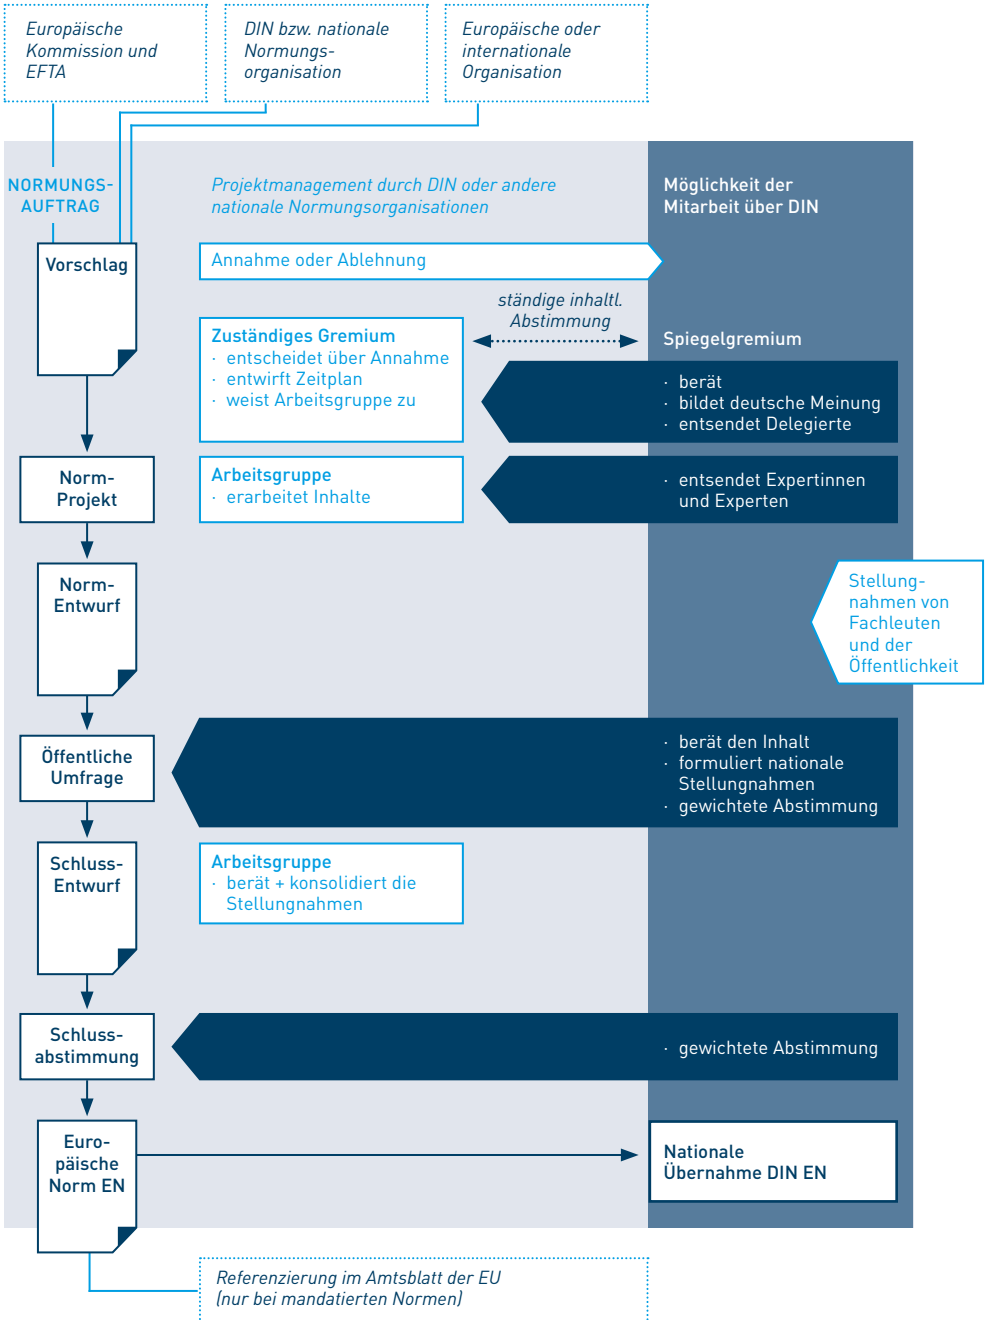 Europäische
Kommission und
EFTA
DIN bzw. nationale
Normungs-
organisation
Europäische oder
internationale
Organisation
NORMUNGS-
AUFTRAG
Projektmanagement durch DIN oder andere
nationale Normungsorganisationen
Möglichkeit der
Mitarbeit über DIN
Vorschlag
Annahme oder Ablehnung
ständige inhaltl.
Abstimmung
Zuständiges Gremium
· entscheidet über Annahme
· entwirft Zeitplan
· weist Arbeitsgruppe zu
Spiegelgremium
· berät
· bildet deutsche Meinung
· entsendet Delegierte
Norm-
Projekt
Arbeitsgruppe
· erarbeitet Inhalte
· entsendet Expertinnen
und Experten
Norm-
Entwurf
Stellung-
nahmen von
Fachleuten
und der
Öffentlichkeit
Öffentliche
Umfrage
· berät den Inhalt
· formuliert nationale
Stellungnahmen
· gewichtete Abstimmung
Schluss-
Entwurf
Arbeitsgruppe
· berät + konsolidiert die
Stellungnahmen
Schluss-
abstimmung
· gewichtete Abstimmung
Euro-
päische
Norm EN
Nationale
Übernahme DIN EN
Referenzierung im Amtsblatt der EU
(nur bei mandatierten Normen)